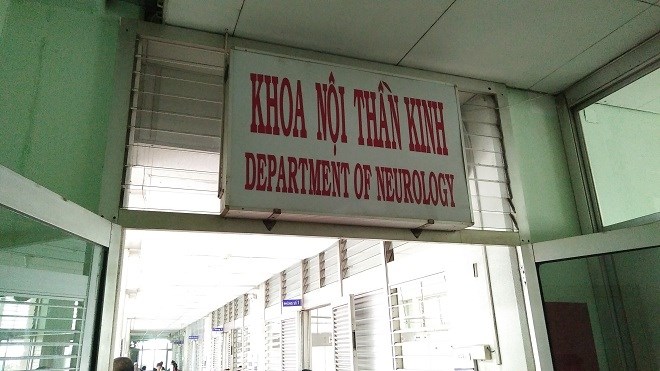 KHOA NỘI THẦN KINH
DEPARTMENT OF NEUROLOGY